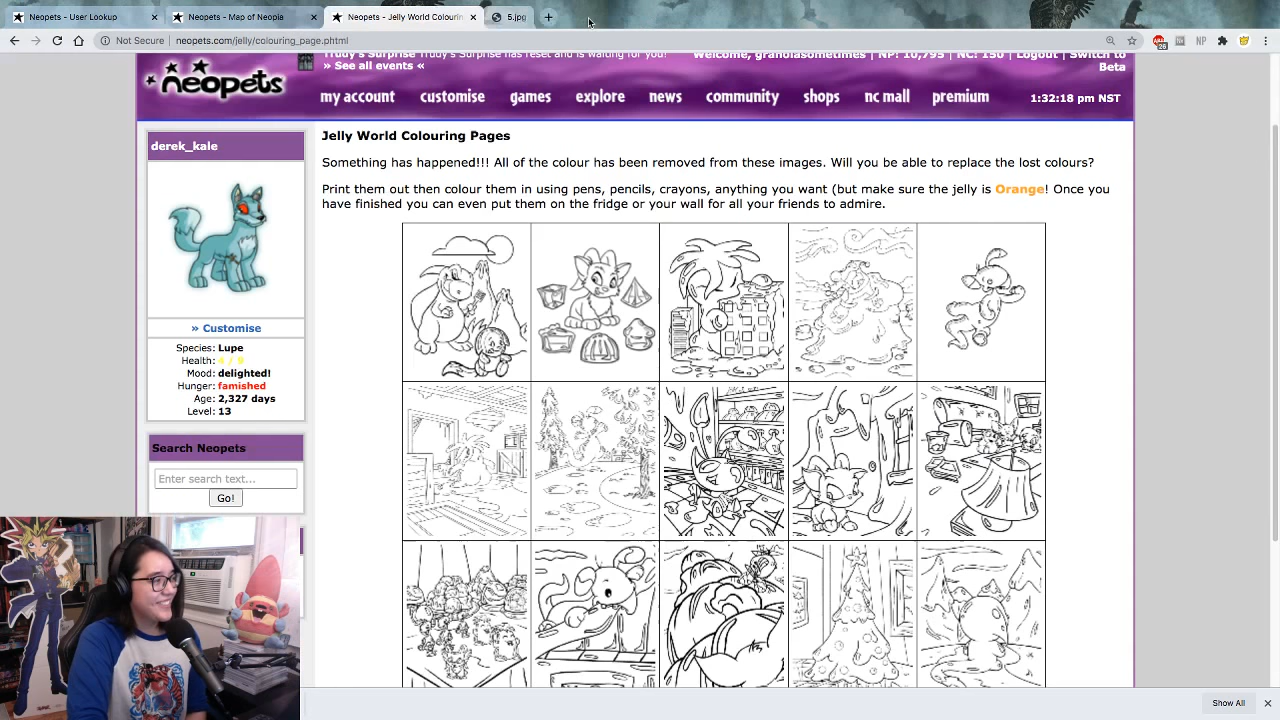 Neopets - User Lookup
Neopets - Map of Neopia
Neopets - Jelly World Colourin
5.jpg
Not Secure
neopets.com/jelly/colouring_page.phtml
Trudy's Surprise Trudy's Surprise has reset and is waiting for you!
» See all events «
Welcome, granolasometimes | NP: 10,795 | NC: 150 | Logout | Switch to
Beta
neopets
my account
customise
games
explore
news
community
shops
nc mall
premium
1:32:18 pm NST
derek_kale
» Customise
Species: Lupe
Health: 4 / 9
Mood: delighted!
Hunger: famished
Age: 2,327 days
Level: 13
Search Neopets
Enter search text...
Go!
Jelly World Colouring Pages
Something has happened!!! All of the colour has been removed from these images. Will you be able to replace the lost colours?
Print them out then colour them in using pens, pencils, crayons, anything you want (but make sure the jelly is Orange! Once you
have finished you can even put them on the fridge or your wall for all your friends to admire.
Show All